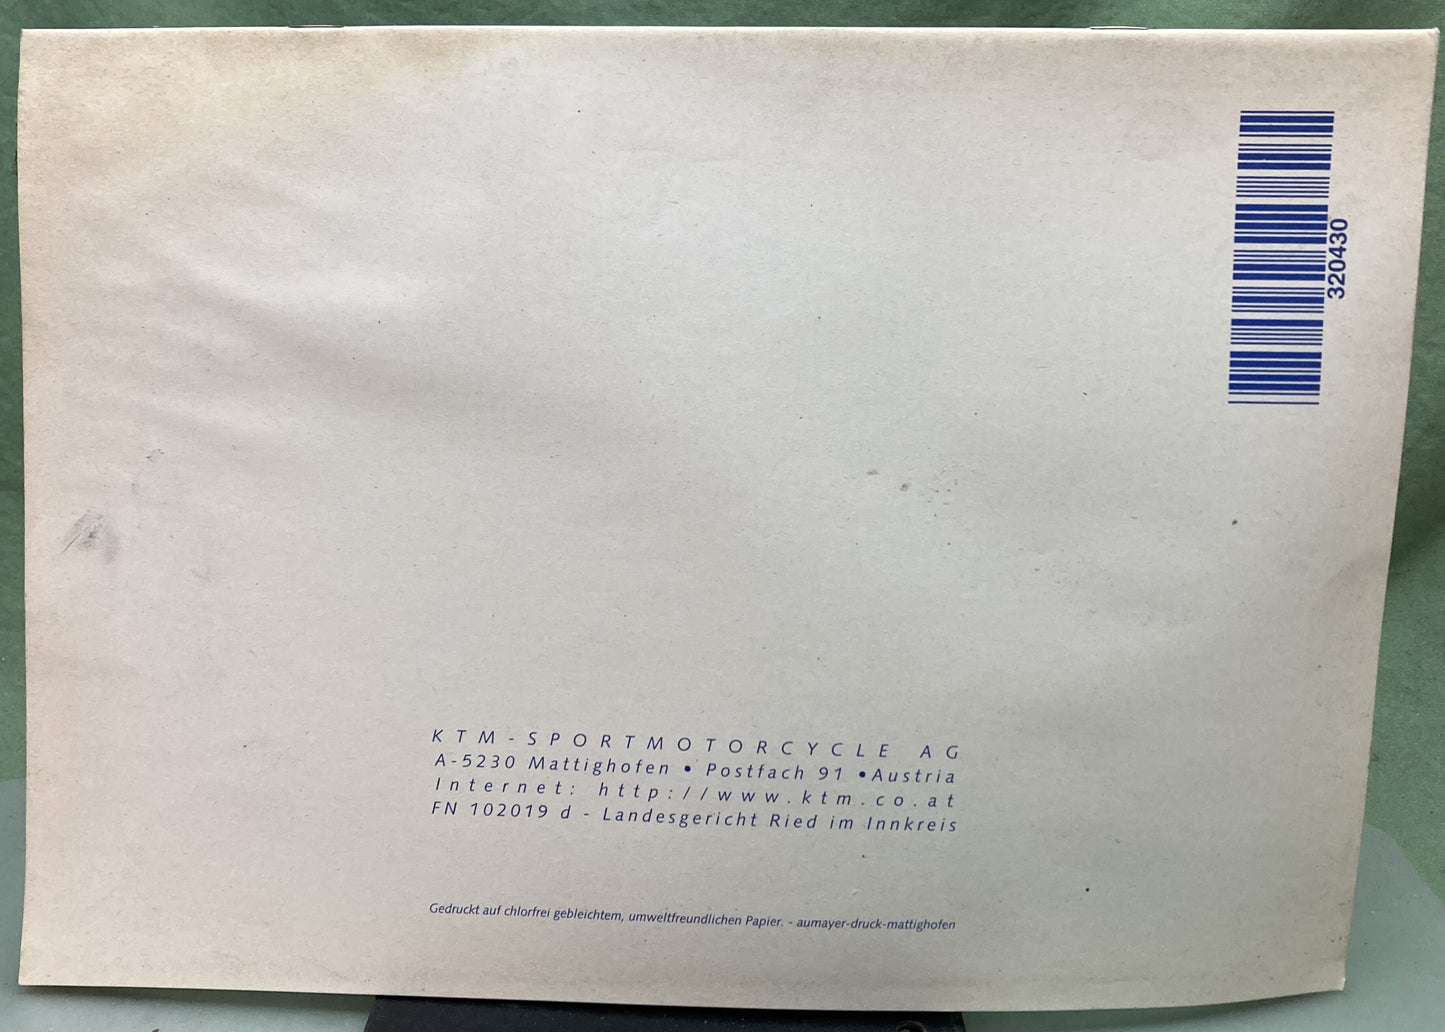 320430
KTM-SPORTMOTORCYCLE AG
A-5230 Mattighofen • Postfach 91 •Austria
Internet: http://www.ktm.co.at
FN 102019 d - Landesgericht Ried im Innkreis
Gedruckt auf chlorfrei gebleichtem, umweltfreundlichen Papier. - aumayer-druck-mattighofen